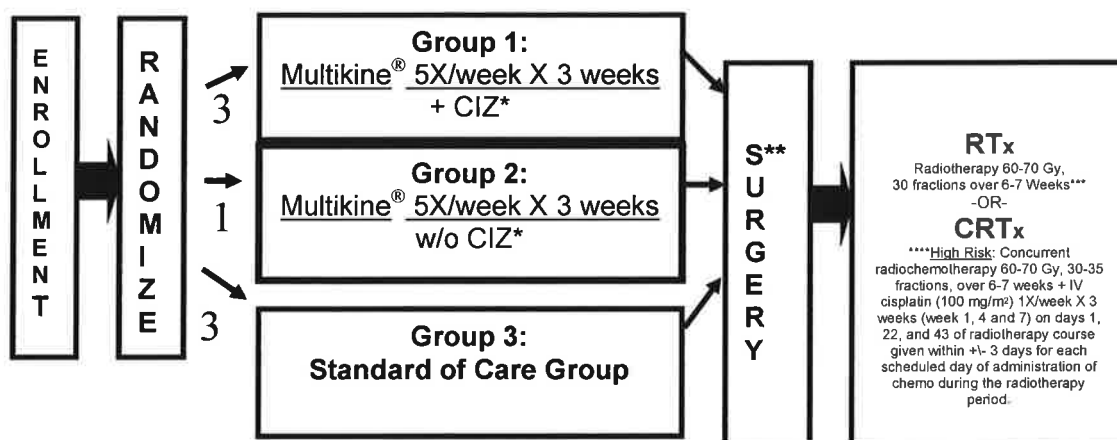 ENROLLMENT
RANDOMIZE
3
1
3
Group 1:
Multikine® 5X/week X 3 weeks
+ CIZ*
Group 2:
Multikine® 5X/week X 3 weeks
w/o CIZ*
Group 3:
Standard of Care Group
SURGERY**
RTx
Radiotherapy 60-70 Gy,
30 fractions over 6-7 Weeks***
-OR-
CRTx
****High Risk: Concurrent
radiochemotherapy 60-70 Gy, 30-35
fractions, over 6-7 weeks + IV
cisplatin (100 mg/m²) 1X/week X 3
weeks (week 1, 4 and 7) on days 1,
22, and 43 of radiotherapy course
given within +\- 3 days for each
scheduled day of administration of
chemo during the radiotherapy
period.